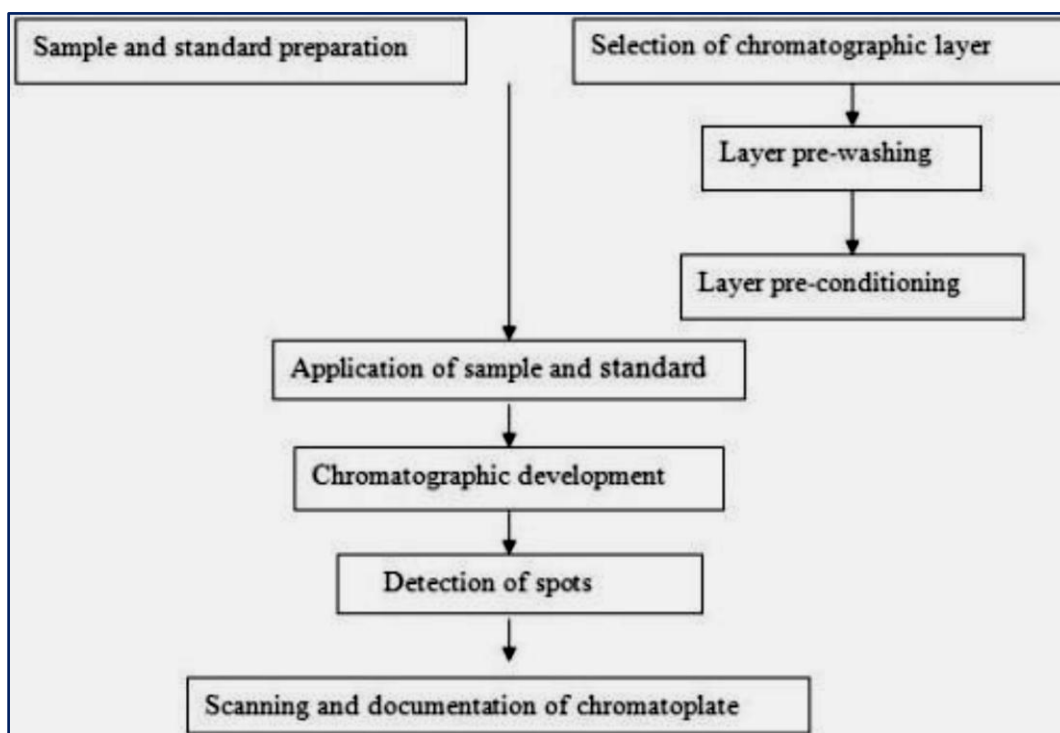 Sample and standard preparation
Selection of chromatographic layer
Layer pre-washing
Layer pre-conditioning
Application of sample and standard
Chromatographic development
Detection of spots
Scanning and documentation of chromatoplate